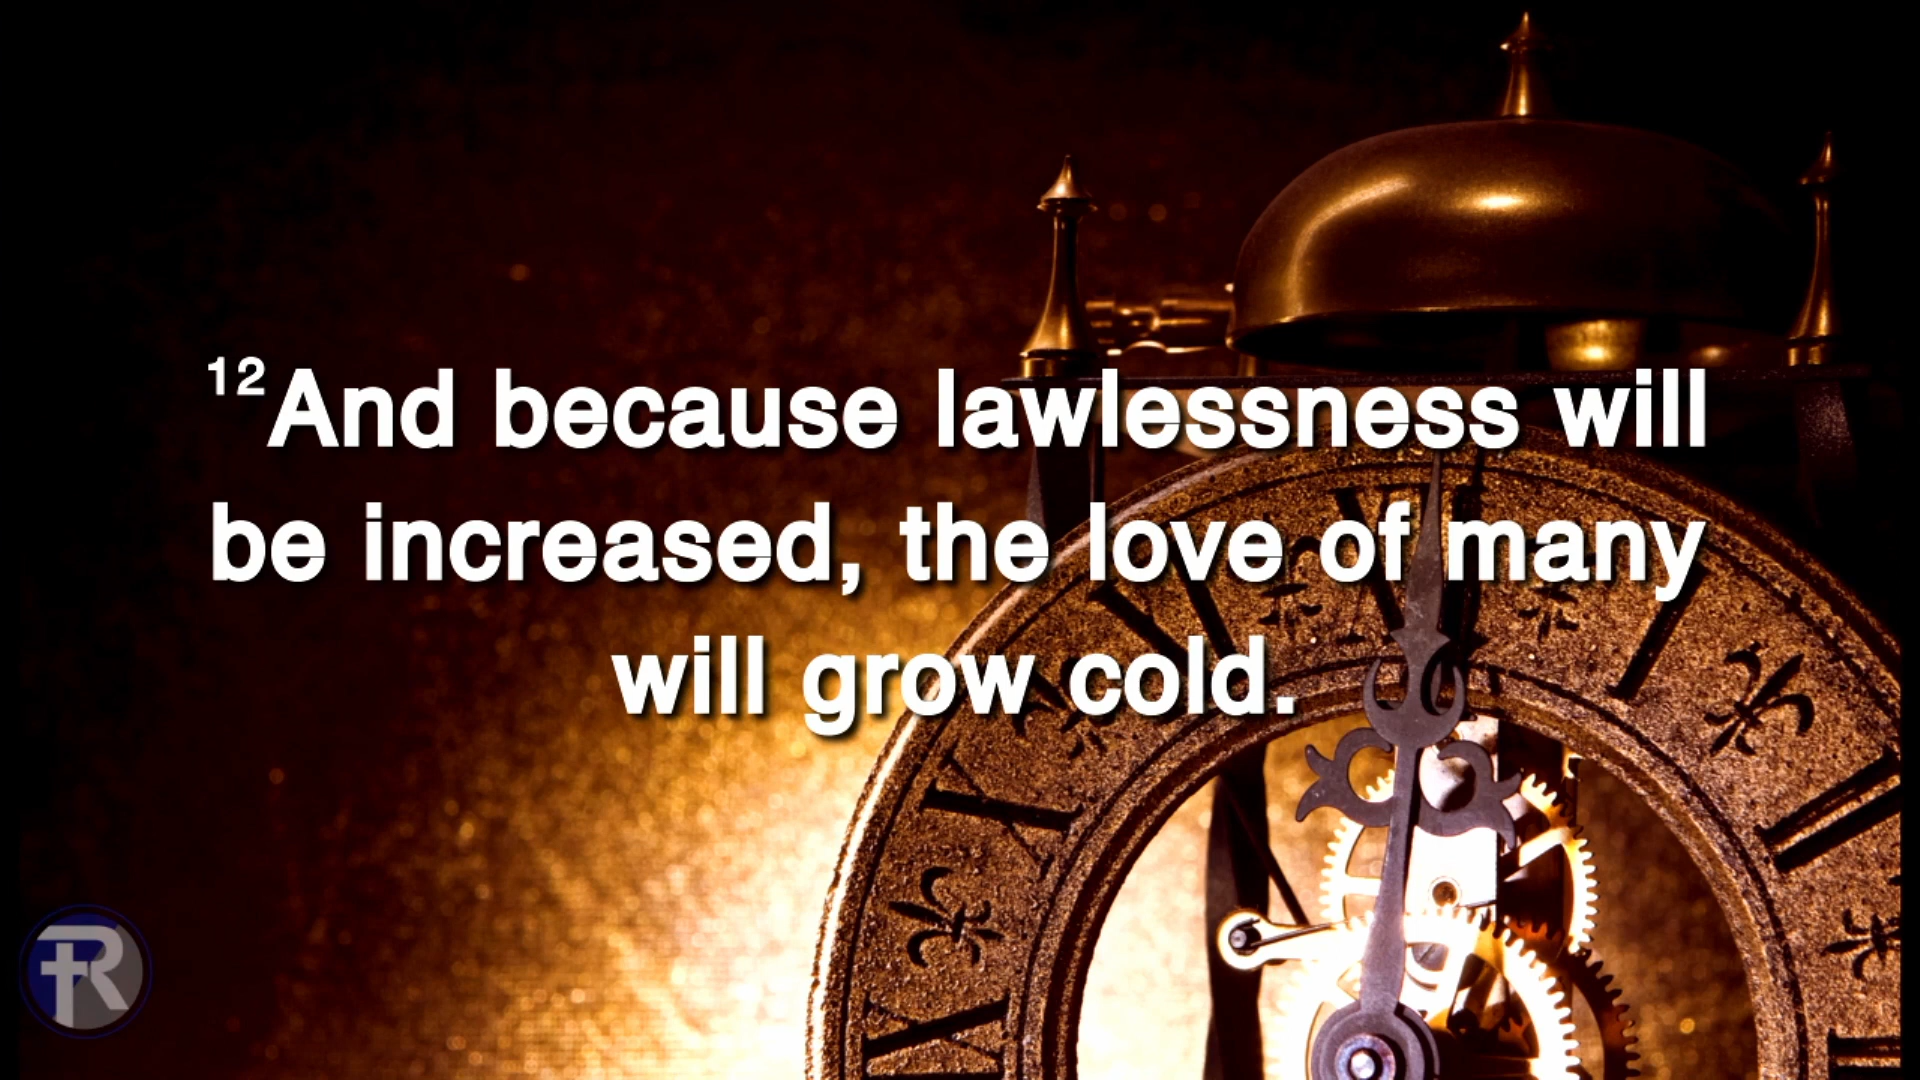 12And because lawlessness will
be increased, the love of many
will grow cold.